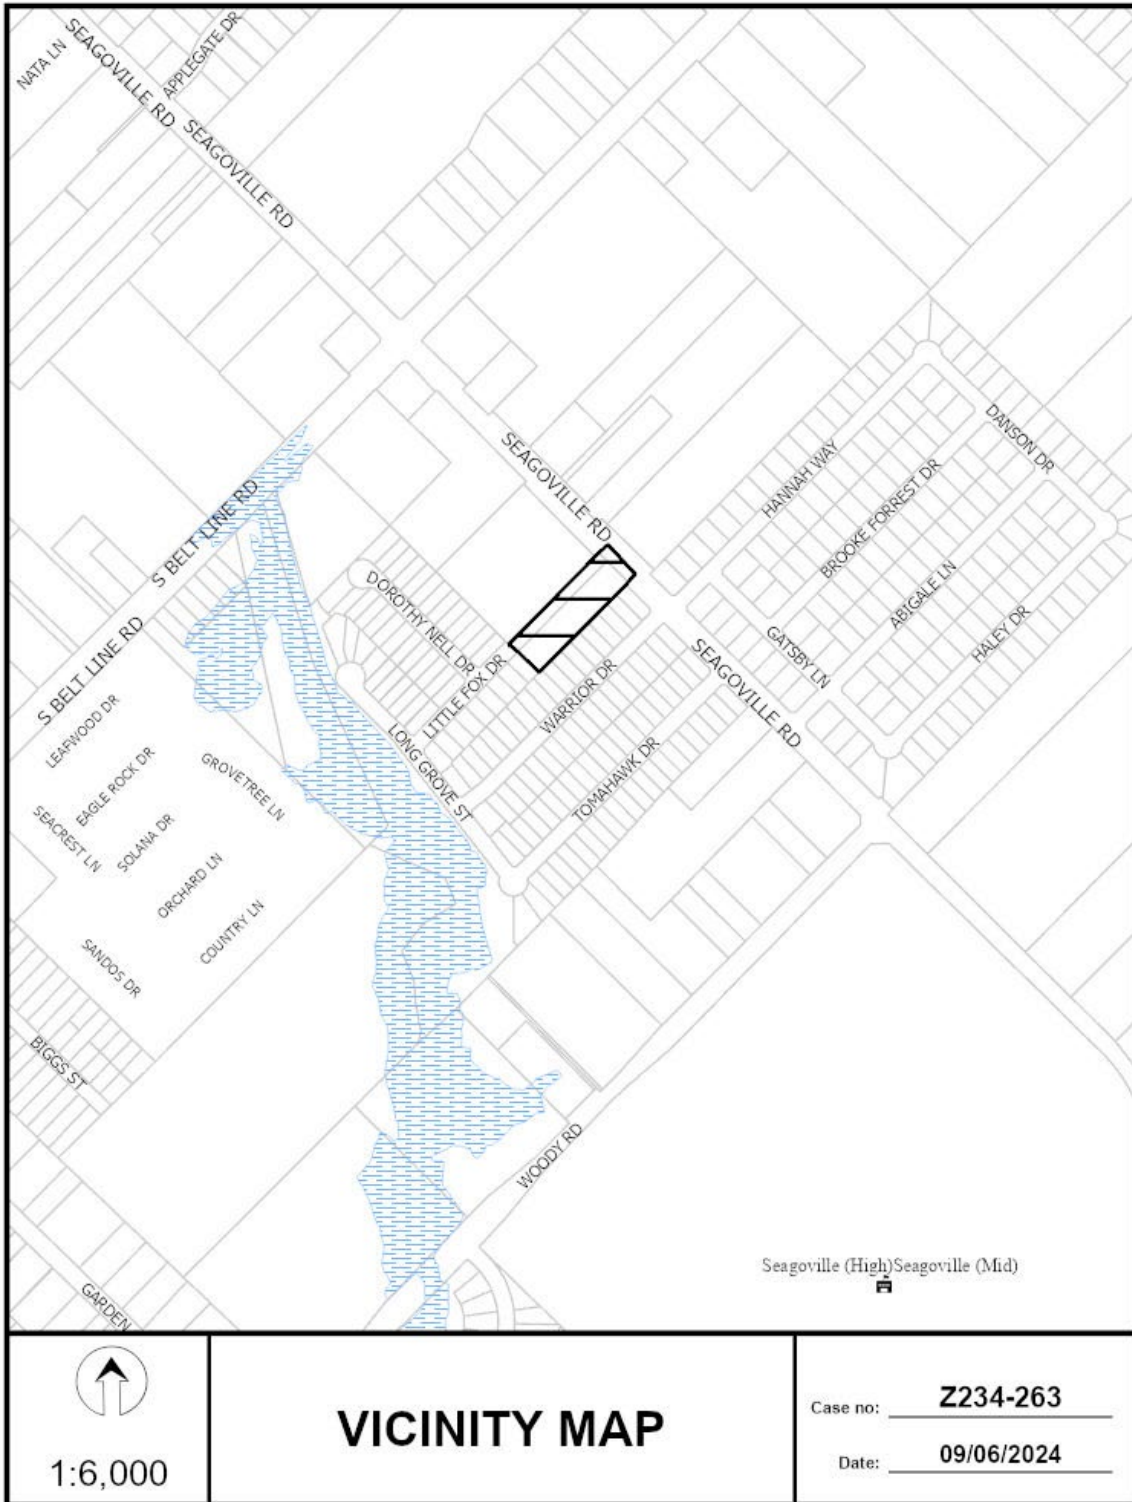 SEAGOVILLE RD
APPLEGATE DR
NATA LN
SEAGOVILLE RD
SEAGOVILLE RD
DANSON DR
HANNAH WAY
BROOKE FORREST DR
S BELT LINE RD
ABIGALE LN
DOROTHY NELL DR
HALEY DR
S BELT LINE RD
GATSBY LN
SEAGOVILLE RD
LITTLE FOX DR
WARRIOR DR
LEAFWOOD DR
LONG GROVE ST
EAGLE ROCK DR
GROVETREE LN
TOMAHAWK DR
SEACREST LN
SOLANA DR
ORCHARD LN
COUNTRY LN
SANDOS DR
BIGGS ST
WOODY RD
Seagoville (High)Seagoville (Mid)
GARDEN
1:6,000
VICINITY MAP
Case no: Z234-263
Date: 09/06/2024